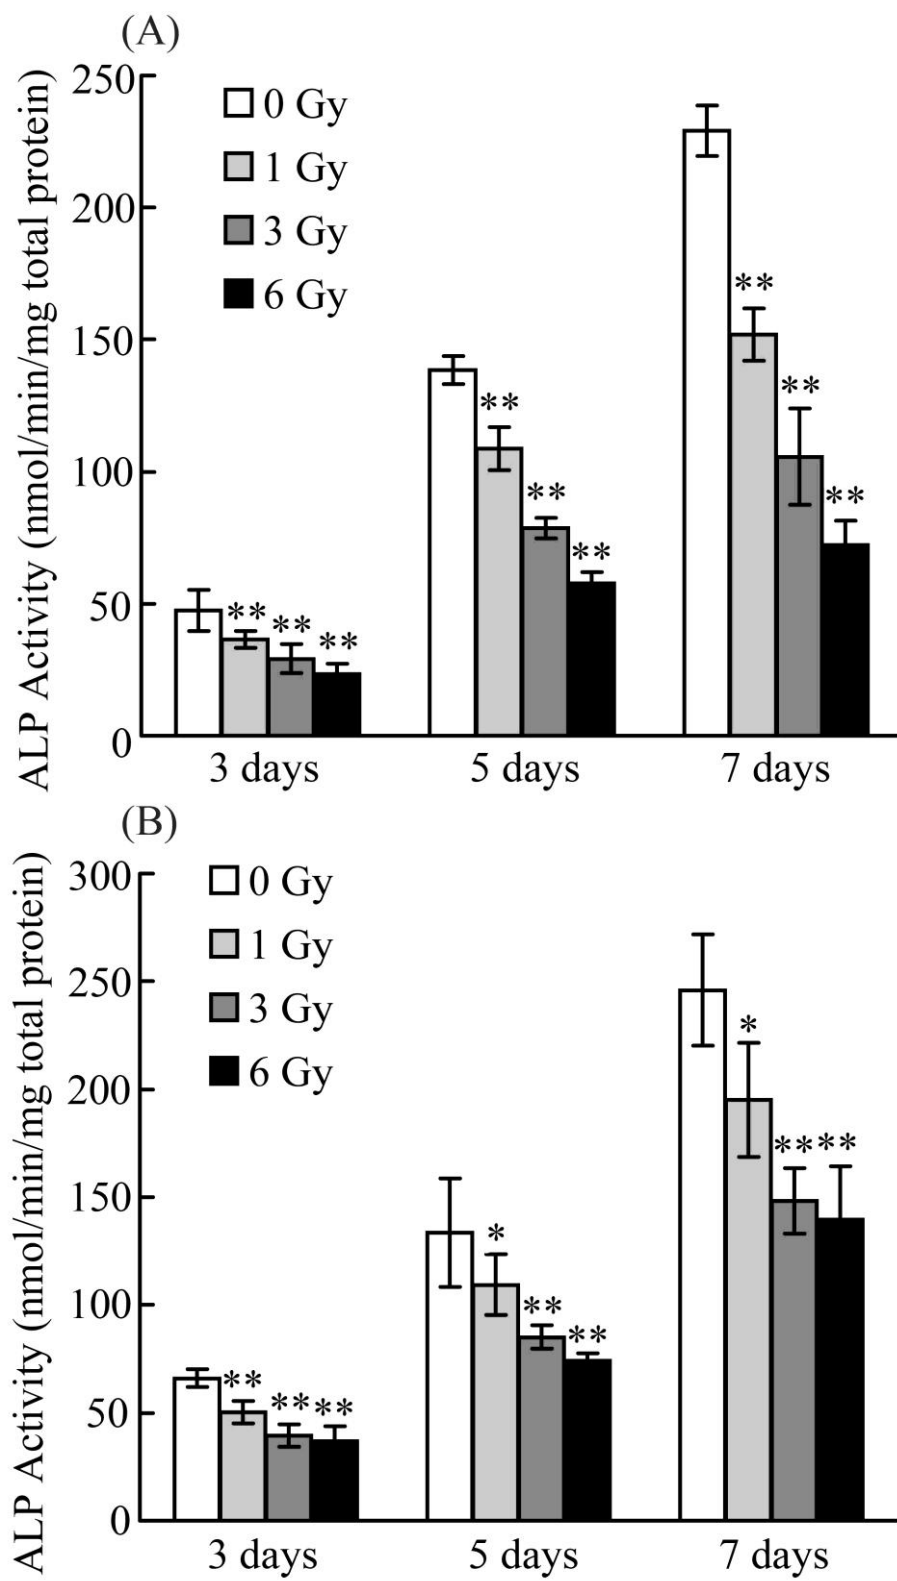 (A)
ALP Activity (nmol/min/mg total protein)
250
200
150
100
50
0
0 Gy
1 Gy
3 Gy
6 Gy
** ** **
** ** **
** ** **
3 days 5 days 7 days
(B)
ALP Activity (nmol/min/mg total protein)
300
250
200
150
100
50
0
0 Gy
1 Gy
3 Gy
6 Gy
** ** **
* ** **
* ** **
3 days 5 days 7 days